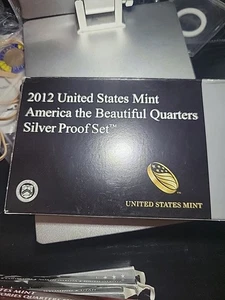 2012 United States Mint
America the Beautiful Quarters
Silver Proof Set™
UNITED STATES MINT